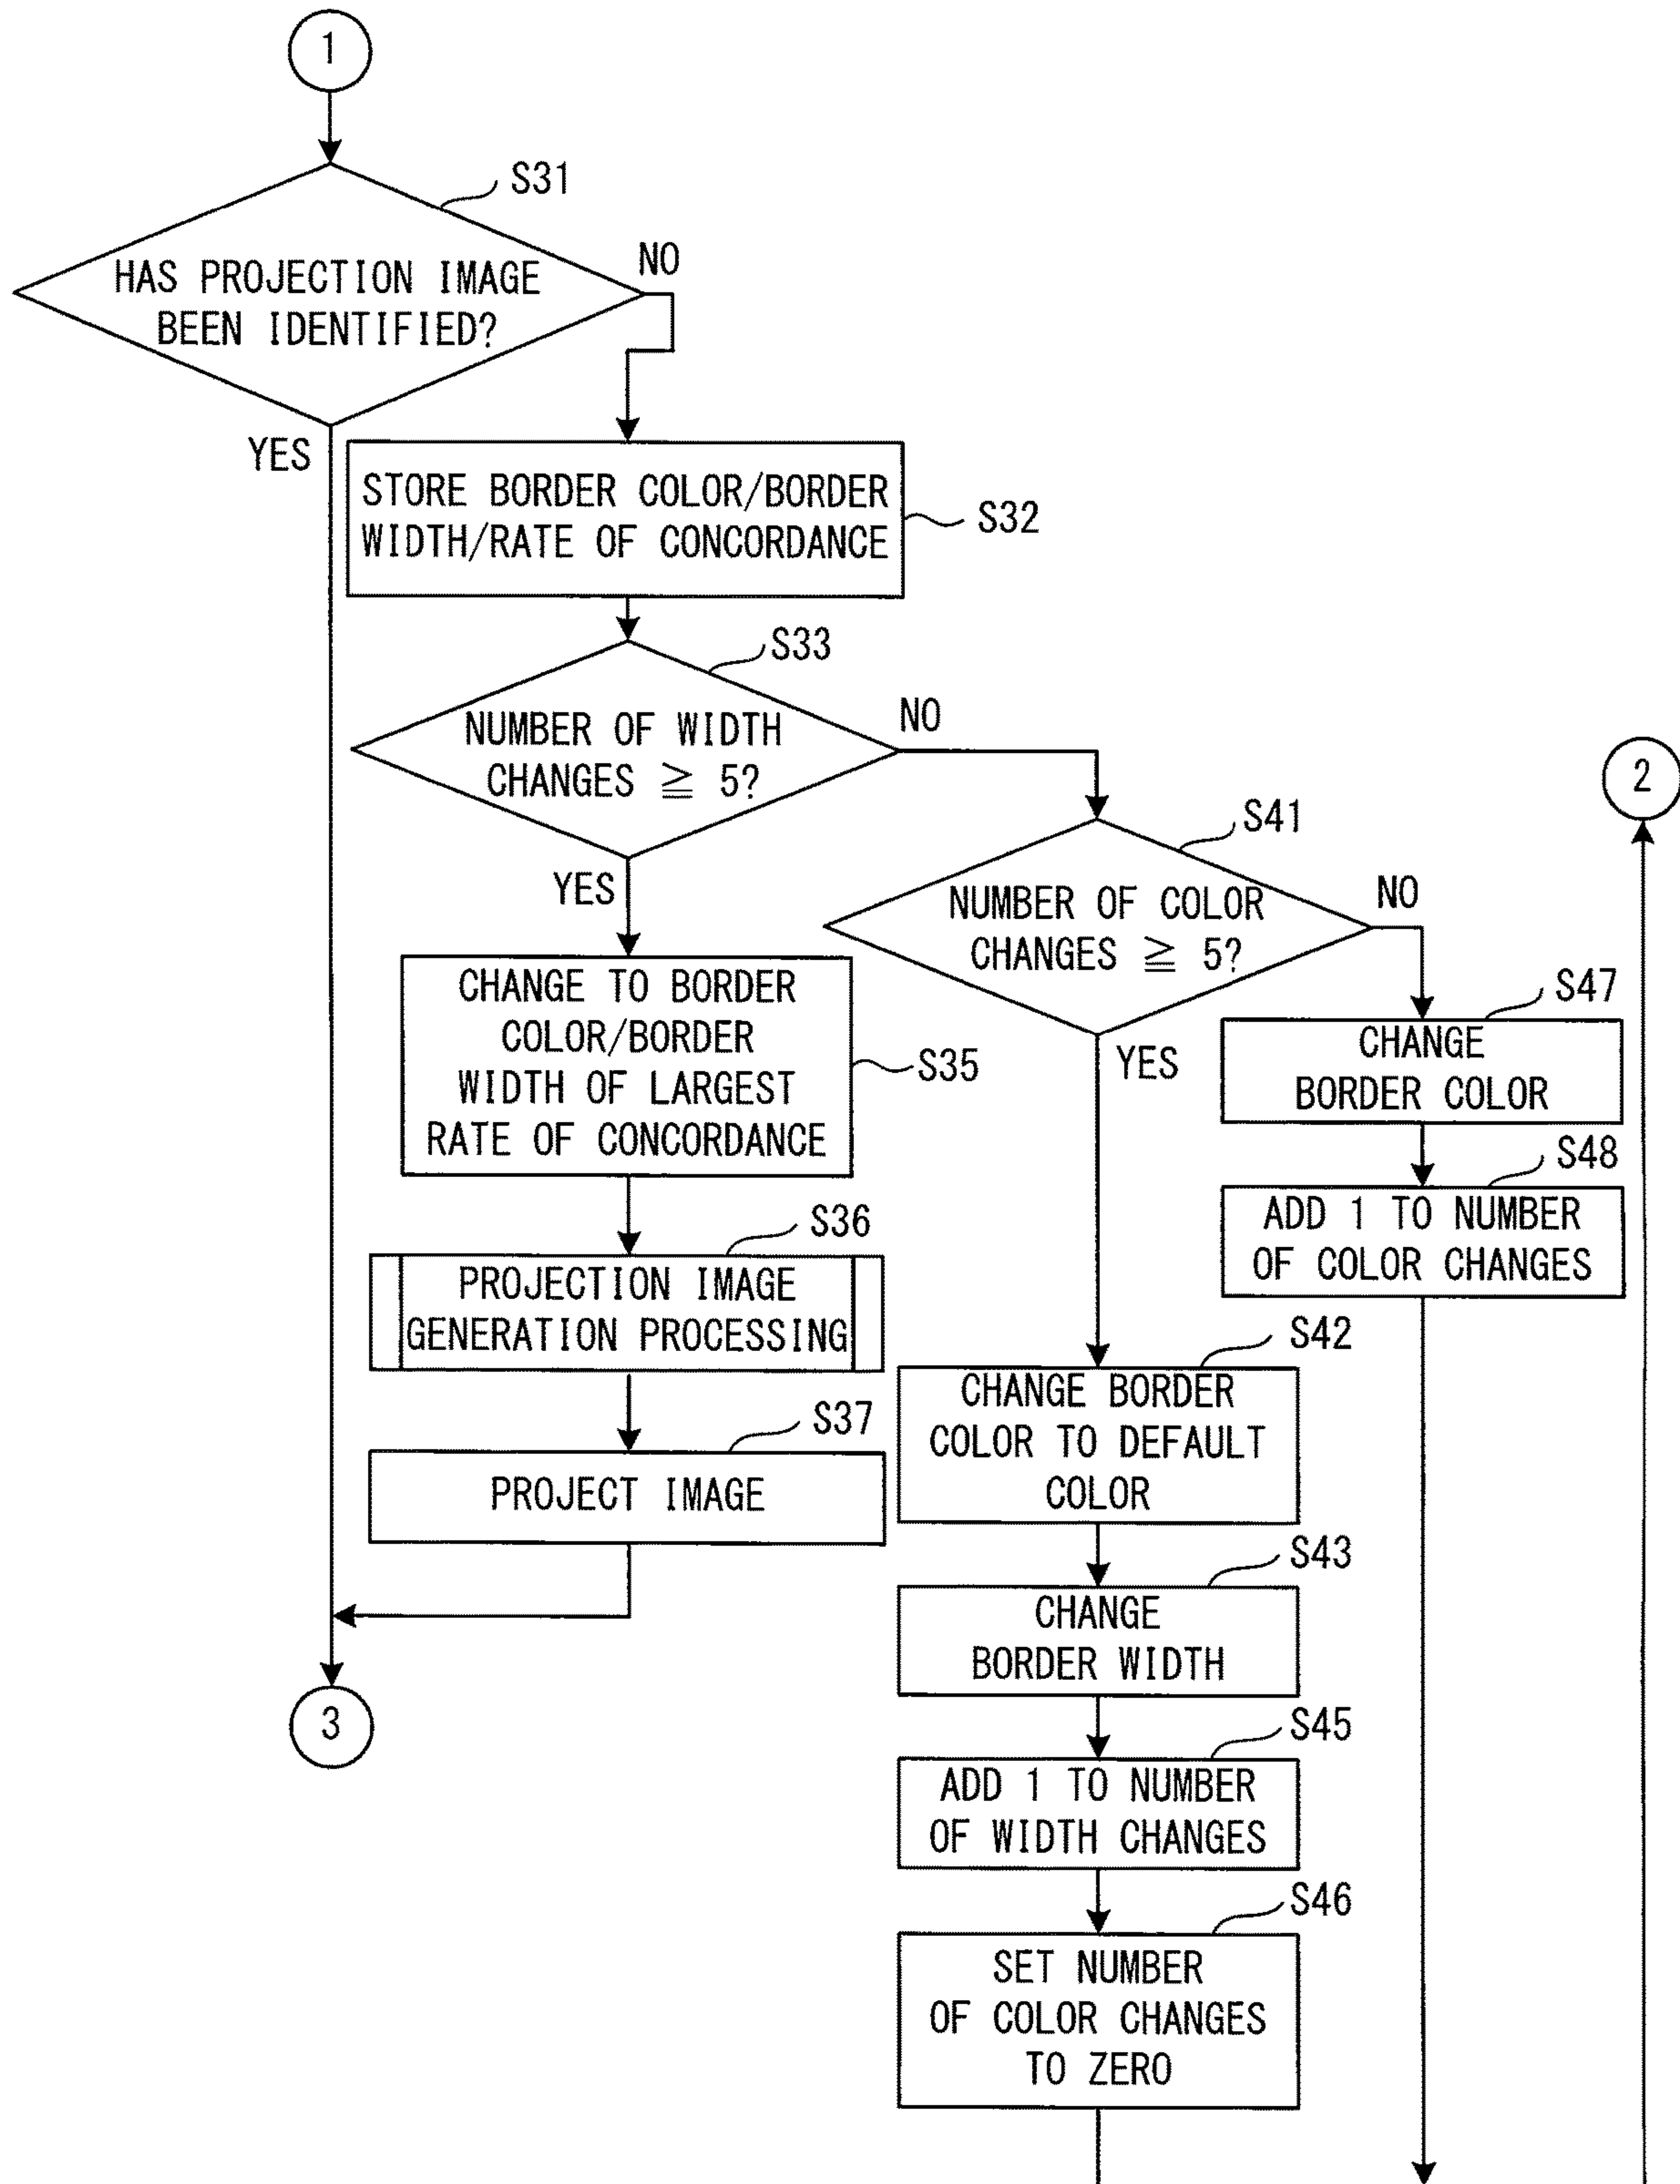 1
S31
HAS PROJECTION IMAGE
BEEN IDENTIFIED?
NO
YES
STORE BORDER COLOR/BORDER
WIDTH/RATE OF CONCORDANCE
S32
S33
NUMBER OF WIDTH
CHANGES ≧ 5?
NO
YES
2
S41
NUMBER OF COLOR
CHANGES ≧ 5?
NO
YES
CHANGE TO BORDER
COLOR/BORDER
WIDTH OF LARGEST
RATE OF CONCORDANCE
S35
S47
CHANGE
BORDER COLOR
S48
ADD 1 TO NUMBER
OF COLOR CHANGES
S36
PROJECTION IMAGE
GENERATION PROCESSING
S37
PROJECT IMAGE
3
S42
CHANGE BORDER
COLOR TO DEFAULT
COLOR
S43
CHANGE
BORDER WIDTH
S45
ADD 1 TO NUMBER
OF WIDTH CHANGES
S46
SET NUMBER
OF COLOR CHANGES
TO ZERO